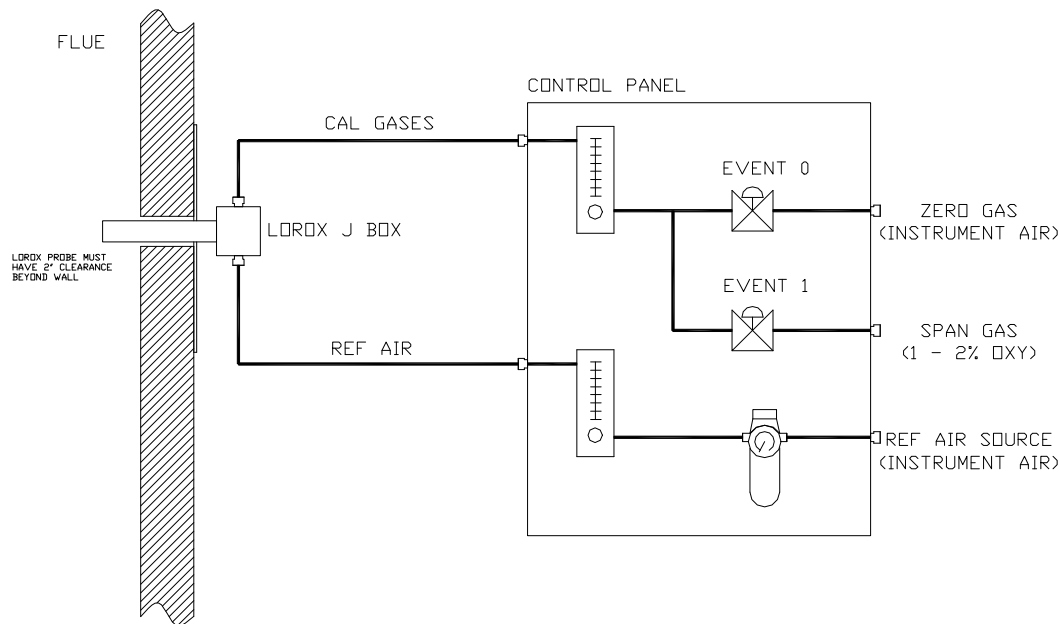 FLUE
CONTROL PANEL
CAL GASES
EVENT 0
ZERO GAS
(INSTRUMENT AIR)
LOROX J BOX
LOROX PROBE MUST
HAVE 2" CLEARANCE
BEYOND WALL
EVENT 1
SPAN GAS
(1 - 2% OXY)
REF AIR
REF AIR SOURCE
(INSTRUMENT AIR)